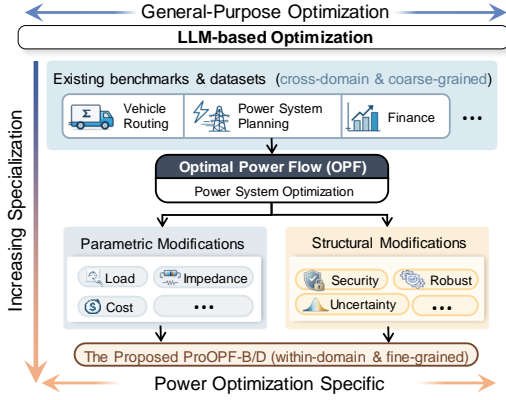 General-Purpose Optimization
LLM-based Optimization
Increasing Specialization
Existing benchmarks & datasets (cross-domain & coarse-grained)
Σ
Vehicle Routing
Power System Planning
Finance
...
Optimal Power Flow (OPF)
Power System Optimization
Parametric Modifications
Load
Impedance
$
Cost
...
Structural Modifications
Security
Robust
Uncertainty
...
The Proposed ProOPF-B/D (within-domain & fine-grained)
Power Optimization Specific